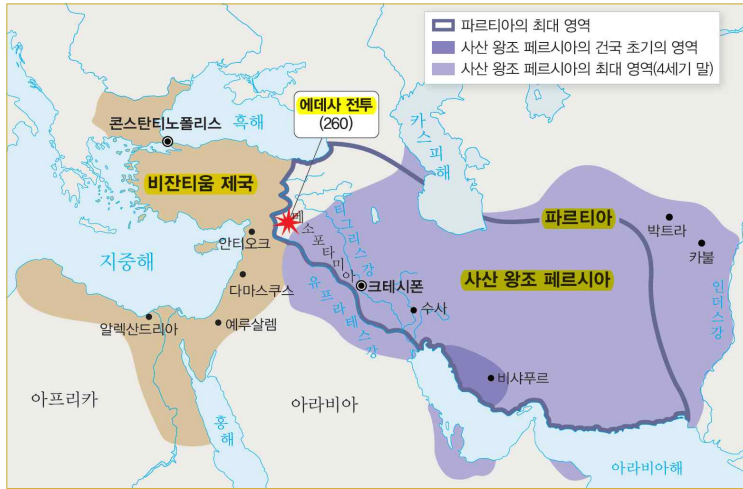 파르티아의 최대 영역
사산 왕조 페르시아의 건국 초기의 영역
사산 왕조 페르시아의 최대 영역(4세기 말)
에데사 전투
(260)
콘스탄티노폴리스
흑해
카스피해
비잔티움 제국
파르티아
박트라
카불
메소포타미아
티그리스강
안티오크
지중해
사산 왕조 페르시아
인더스강
다마스쿠스
유프라테스강
크테시폰
수사
알렉산드리아
예루살렘
비샤푸르
아프리카
아라비아
홍해
아라비아해